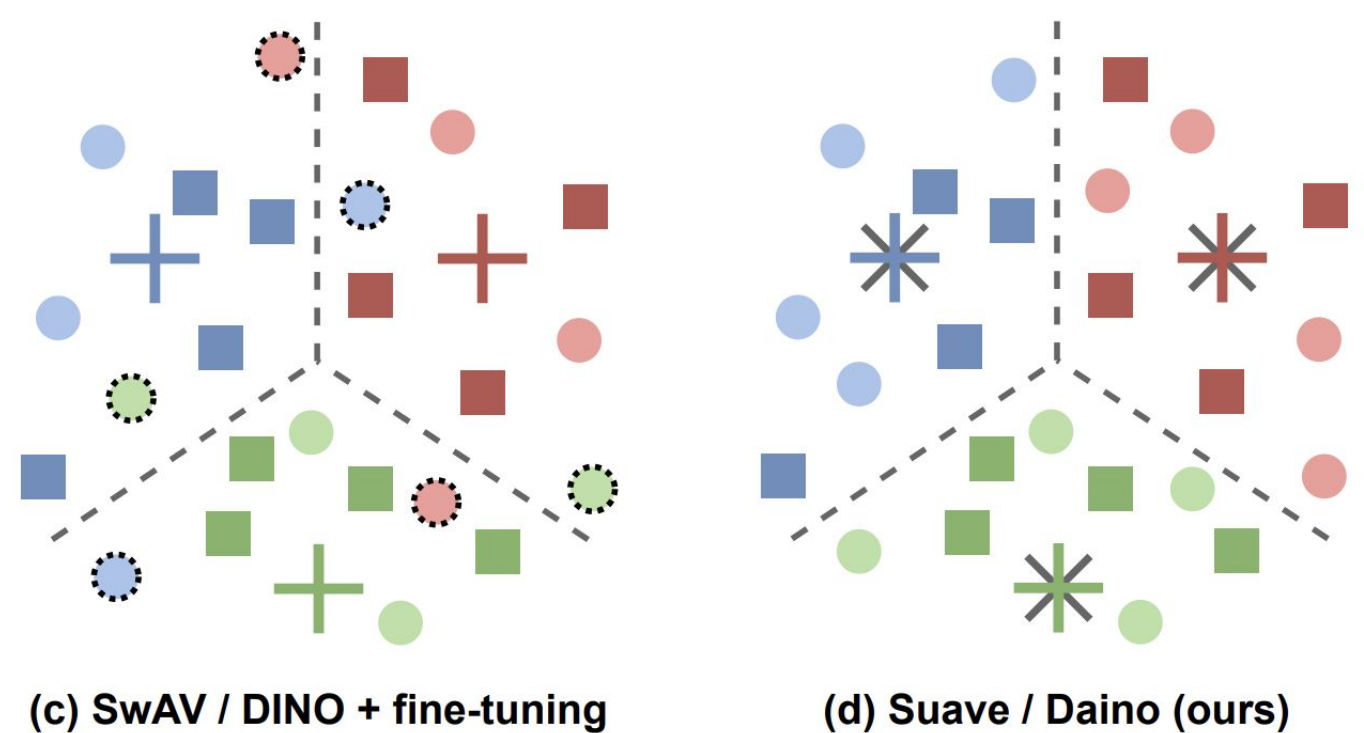 (c) SwAV / DINO + fine-tuning
(d) Suave / Daino (ours)